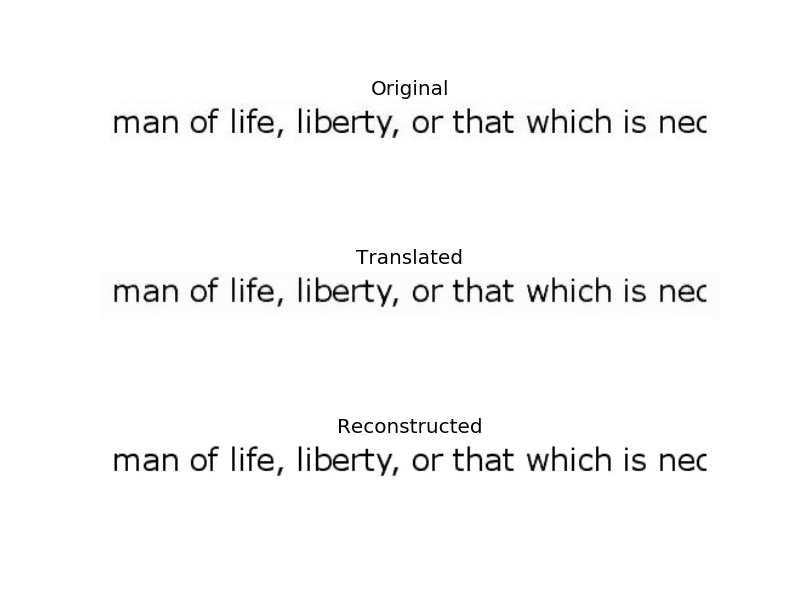 Original
man of life, liberty, or that which is nec
Translated
man of life, liberty, or that which is nec
Reconstructed
man of life, liberty, or that which is nec